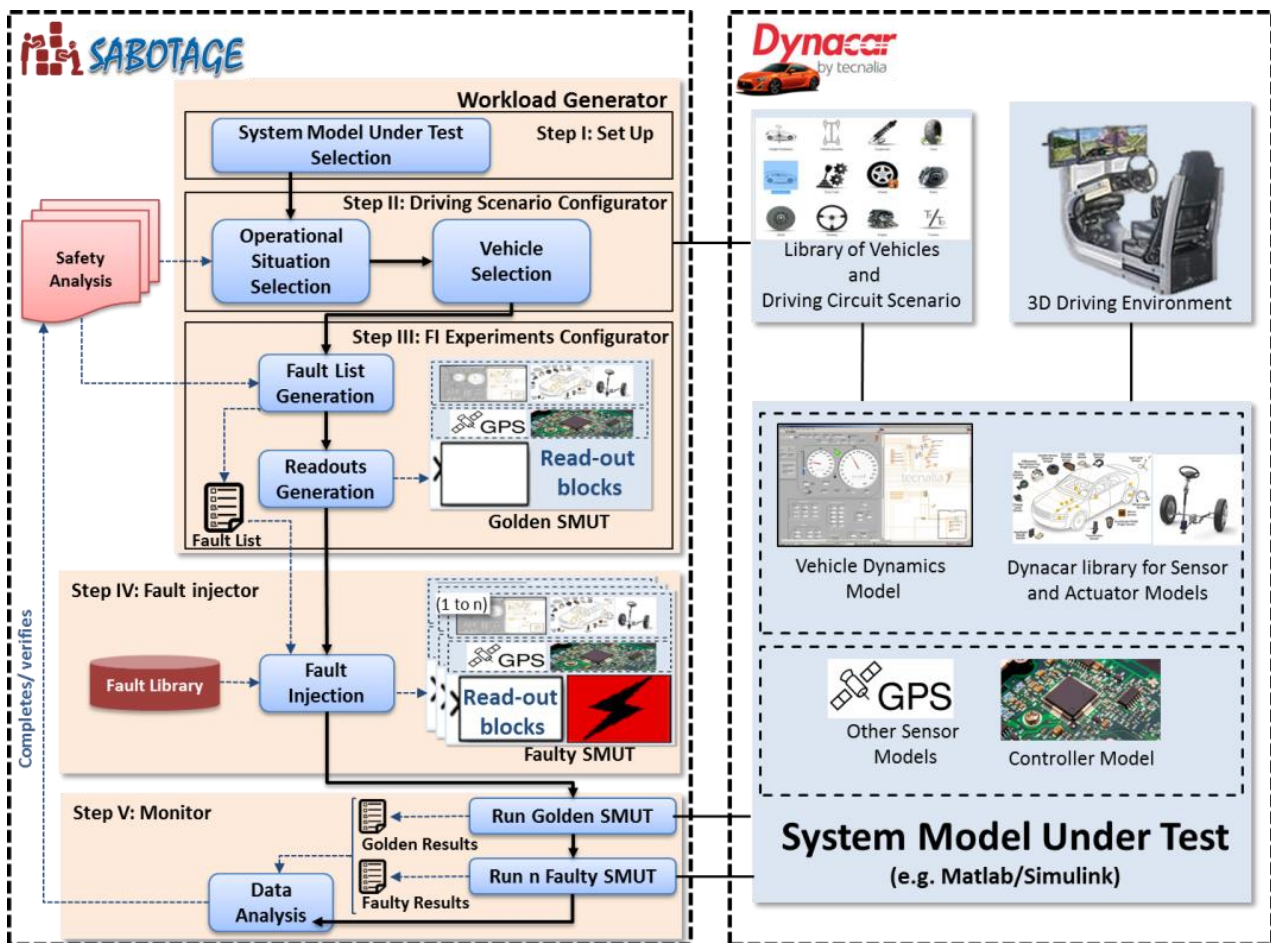 SABOTAGE
Workload Generator
System Model Under Test
Selection
Step I: Set Up
Step II: Driving Scenario Configurator
Operational
Situation
Selection
Vehicle
Selection
Safety
Analysis
Step III: FI Experiments Configurator
Fault List
Generation
GPS
Readouts
Generation
Read-out
blocks
Golden SMUT
Fault List
Step IV: Fault injector
(1 to n)
GPS
Fault Library
Fault
Injection
Read-out
blocks
Faulty SMUT
Completes/ verifies
Step V: Monitor
Run Golden SMUT
Golden Results
Run n Faulty SMUT
Faulty Results
Data
Analysis
Dynacar
by tecnalia
Library of Vehicles
and
Driving Circuit Scenario
3D Driving Environment
tecnalia
Vehicle Dynamics
Model
Dynacar library for Sensor
and Actuator Models
GPS
Other Sensor
Models
Controller Model
System Model Under Test
(e.g. Matlab/Simulink)